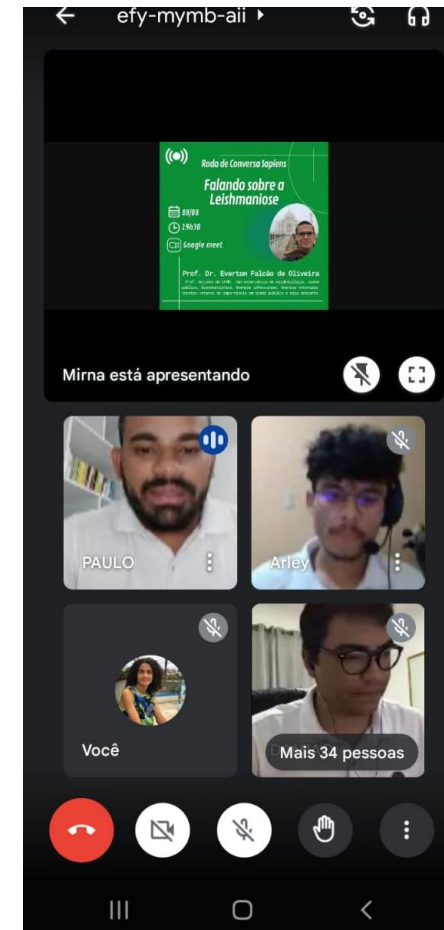 efy-mymb-aii
Roda de Conversa Sapiens
Falando sobre a
Leishmaniose
08/08
19h30
Google meet
Prof. Dr. Everton Falcão de Oliveira
Mirna está apresentando
PAULO
Arley
Você
Mais 34 pessoas